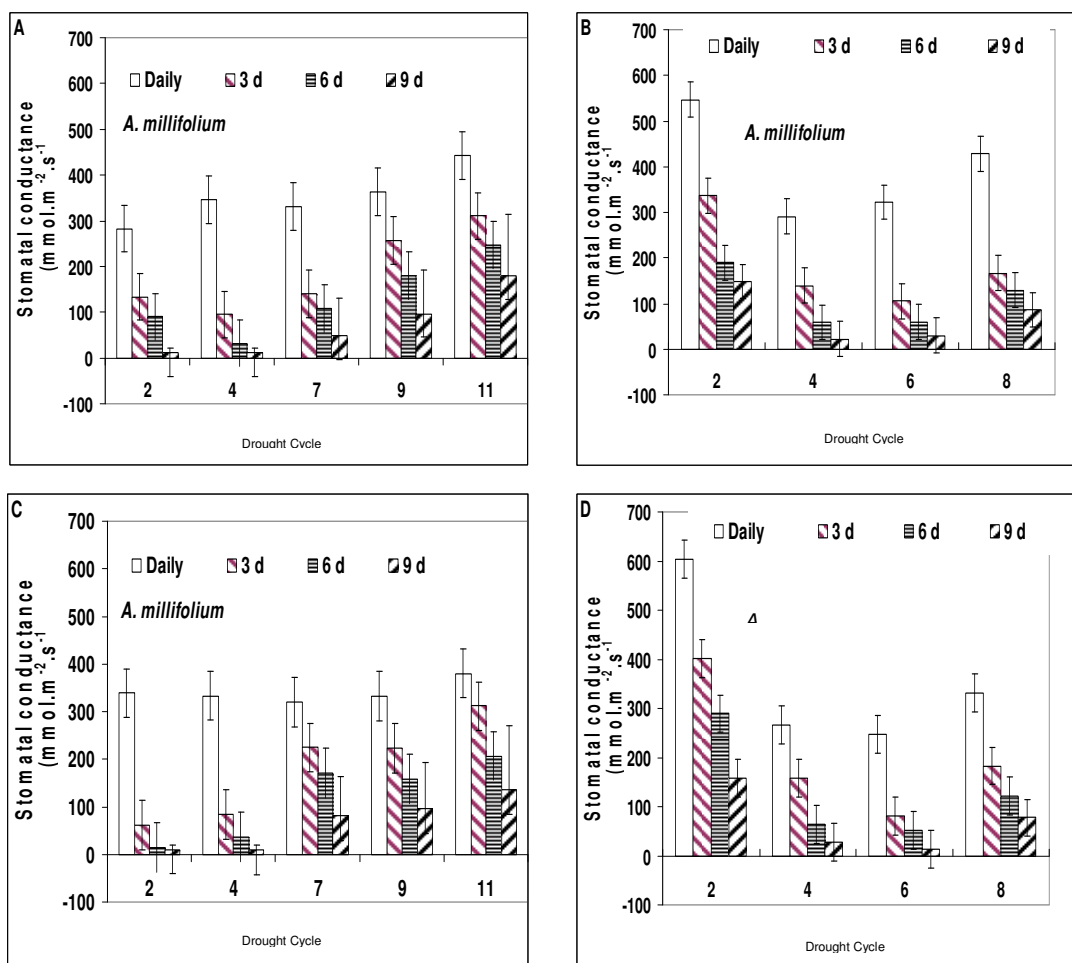 A
700
600
500
400
300
200
100
0
-100
Stomatal conductance
(mmol.m⁻².s⁻¹)
Daily 3 d 6 d 9 d
A. millifolium
2 4 7 9 11
Drought Cycle
B
700
600
500
400
300
200
100
0
-100
Stomatal conductance
(mmol.m⁻².s⁻¹)
Daily 3 d 6 d 9 d
A. millifolium
2 4 6 8
Drought Cycle
C
700
600
500
400
300
200
100
0
-100
Stomatal conductance
(mmol.m⁻².s⁻¹)
Daily 3 d 6 d 9 d
A. millifolium
2 4 7 9 11
Drought Cycle
D
700
600
500
400
300
200
100
0
-100
Stomatal conductance
(mmol.m⁻².s⁻¹)
Daily 3 d 6 d 9 d
2 4 6 8
Drought Cycle